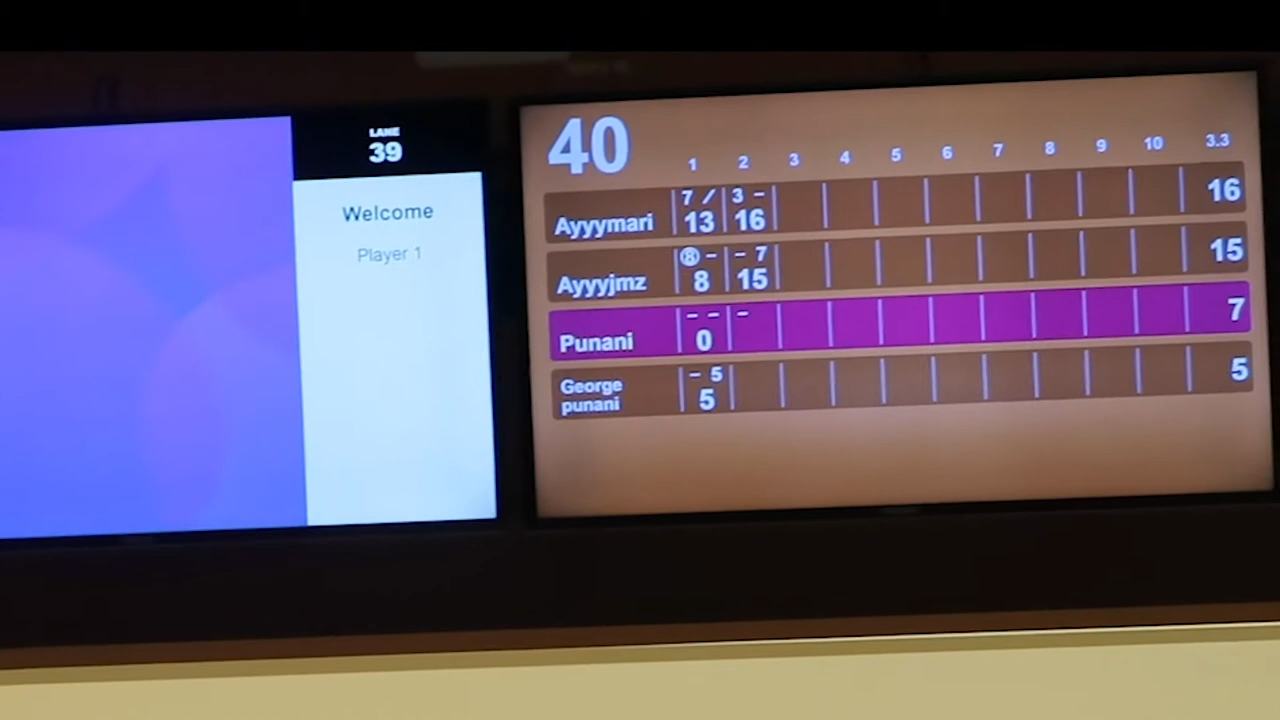 LANE
39
Welcome
Player 1
40
1 2 3 4 5 6 7 8 9 10 3.3
7 / 3 -
Ayyymari 13 16 16
⑧ - - 7
Ayyyjmz 8 15 15
- - -
Punani 0 7
- 5
George
punani 5 5